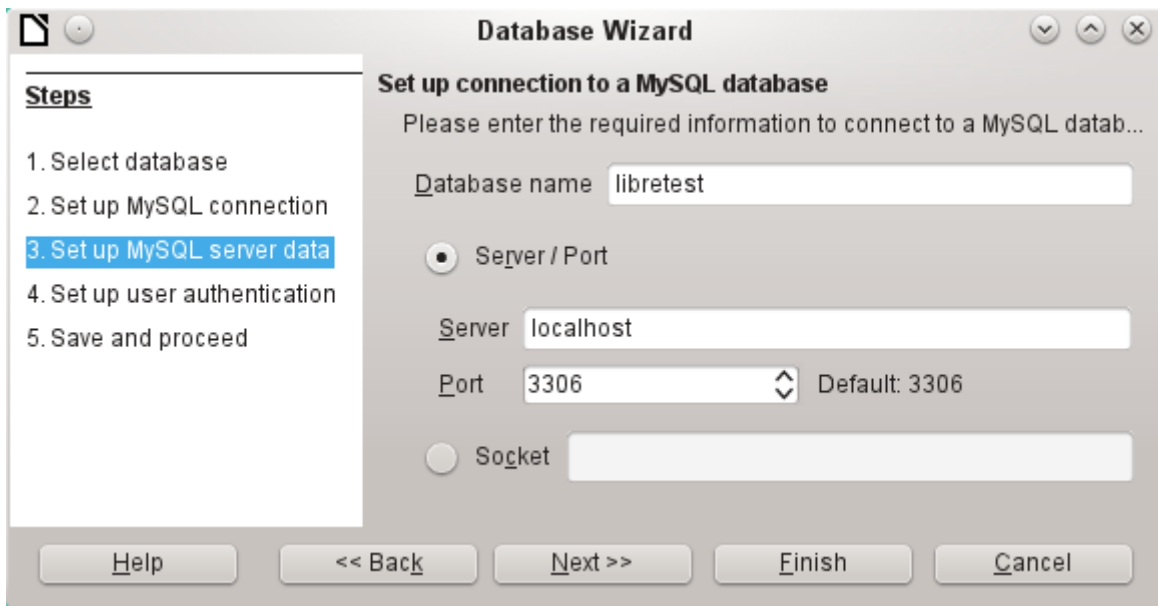 Database Wizard
Steps
1. Select database
2. Set up MySQL connection
3. Set up MySQL server data
4. Set up user authentication
5. Save and proceed
Set up connection to a MySQL database
Please enter the required information to connect to a MySQL datab...
Database name libretest
Server / Port
Server localhost
Port 3306 Default: 3306
Socket
Help << Back Next >> Finish Cancel